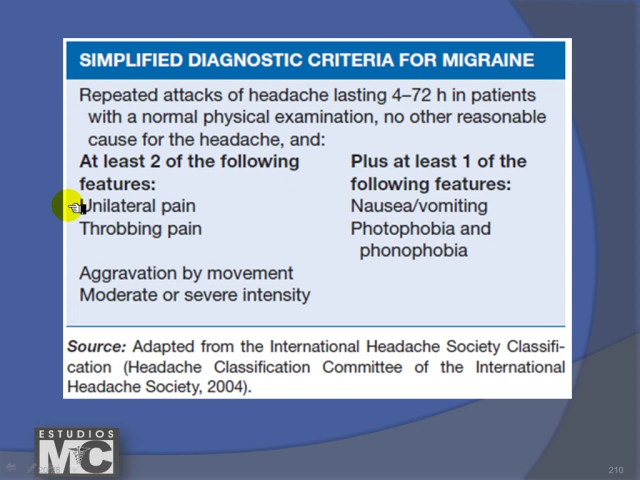 SIMPLIFIED DIAGNOSTIC CRITERIA FOR MIGRAINE
Repeated attacks of headache lasting 4–72 h in patients
with a normal physical examination, no other reasonable
cause for the headache, and:
At least 2 of the following
features:
Unilateral pain
Throbbing pain
Aggravation by movement
Moderate or severe intensity
Plus at least 1 of the
following features:
Nausea/vomiting
Photophobia and
phonophobia
Source: Adapted from the International Headache Society Classifi-
cation (Headache Classification Committee of the International
Headache Society, 2004).
ESTUDIOS
MC
210